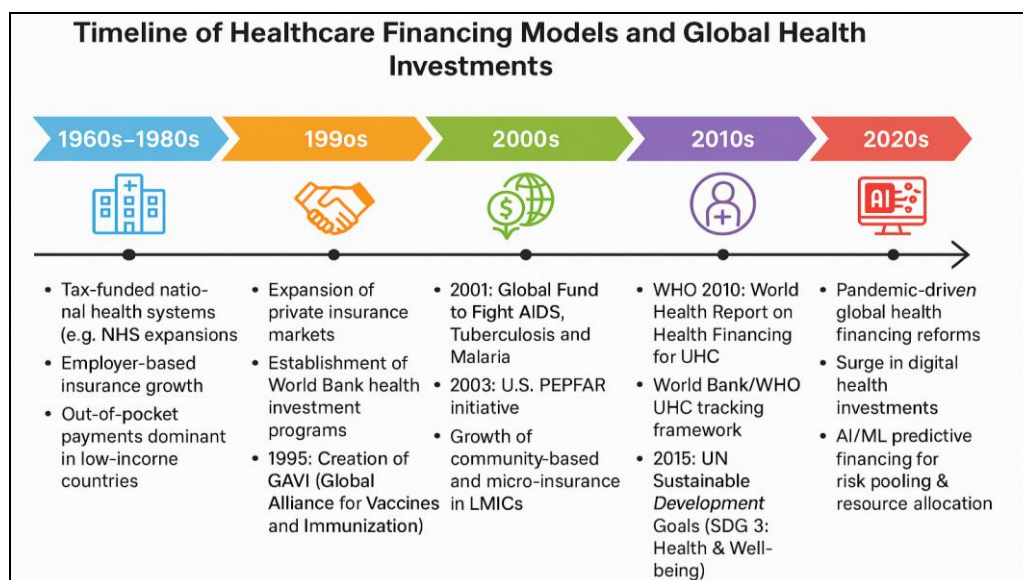 Timeline of Healthcare Financing Models and Global Health
Investments
1960s–1980s
199os
2000s
2010s
2020s
AI
• Tax-funded natio-
nal health systems
(e.g. NHS expansions
• Employer-based
insurance growth
• Out-of-pocket
payments dominant
in low-incorne
countries
• Expansion of
private insurance
markets
• Establishment of
World Bank health
investment
programs
• 1995: Creation of
GAVI (Global
Alliance for Vaccines
and Immunization)
• 2001: Global Fund
to Fight AIDS,
Tuberculosis and
Malaria
• 2003: U.S. PEPFAR
initiative
• Growth of
community-based
and micro-insurance
in LMICs
• WHO 2010: World
Health Report on
Health Financing
for UHC
• World Bank/WHO
UHC tracking
framework
• 2015: UN
Sustainable
Development
Goals (SDG 3:
Health & Well-
being)
• Pandemic-driven
global health
financing reforms
• Surge in digital
health
investments
• AI/ML predictive
financing for
risk pooling &
resource allocation